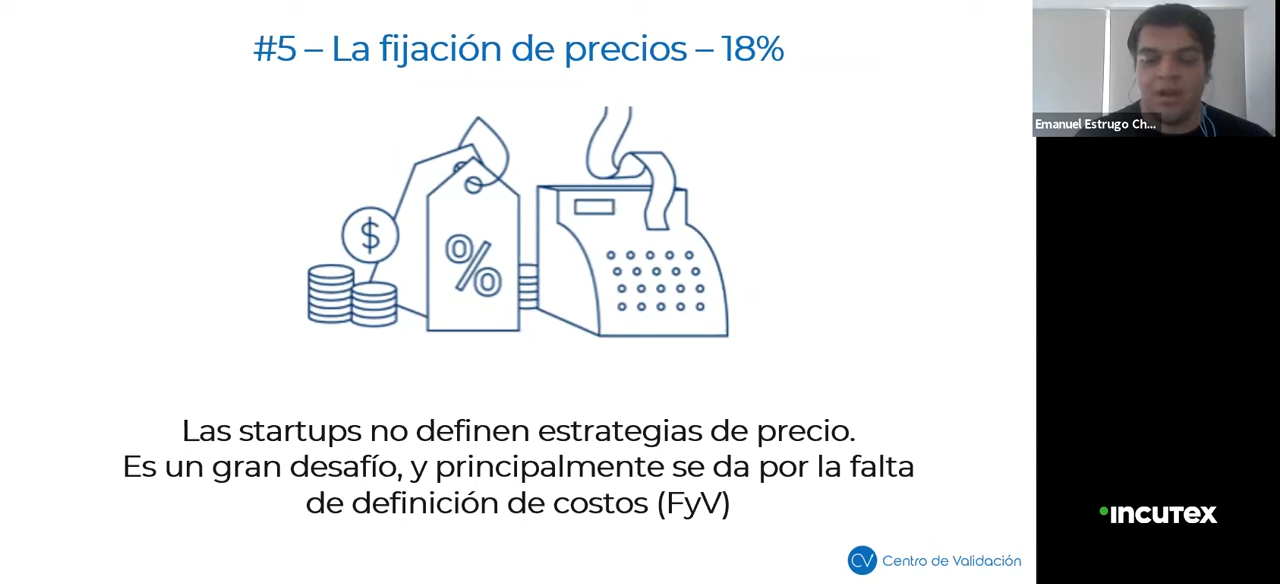 #5 – La fijación de precios – 18%
Emanuel Estrugo Ch...
$
%
Las startups no definen estrategias de precio.
Es un gran desafío, y principalmente se da por la falta
de definición de costos (FyV)
INCUTEX
CV Centro de Validación